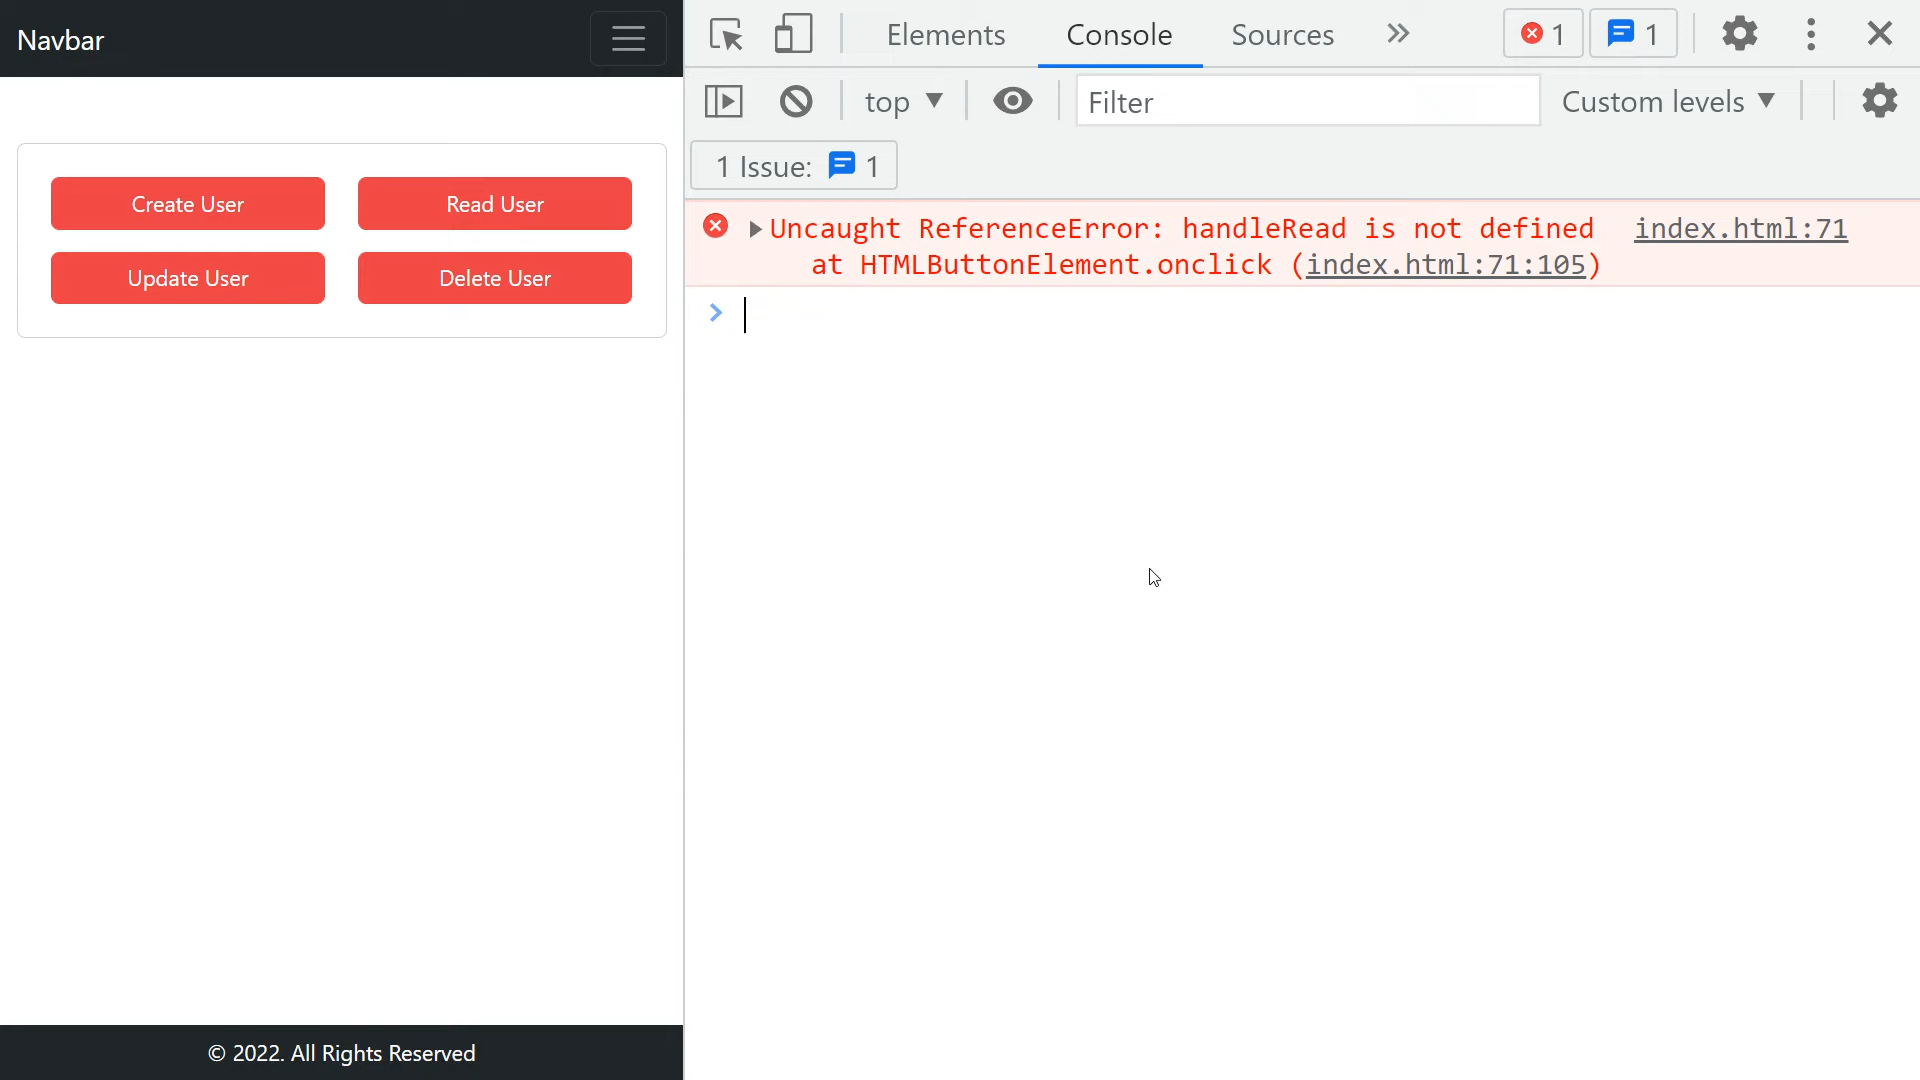 Navbar
Create User
Read User
Update User
Delete User
© 2022. All Rights Reserved
Elements
Console
Sources
1
1
top
Filter
Custom levels
1 Issue: 1
Uncaught ReferenceError: handleRead is not defined index.html:71
at HTMLButtonElement.onclick (index.html:71:105)